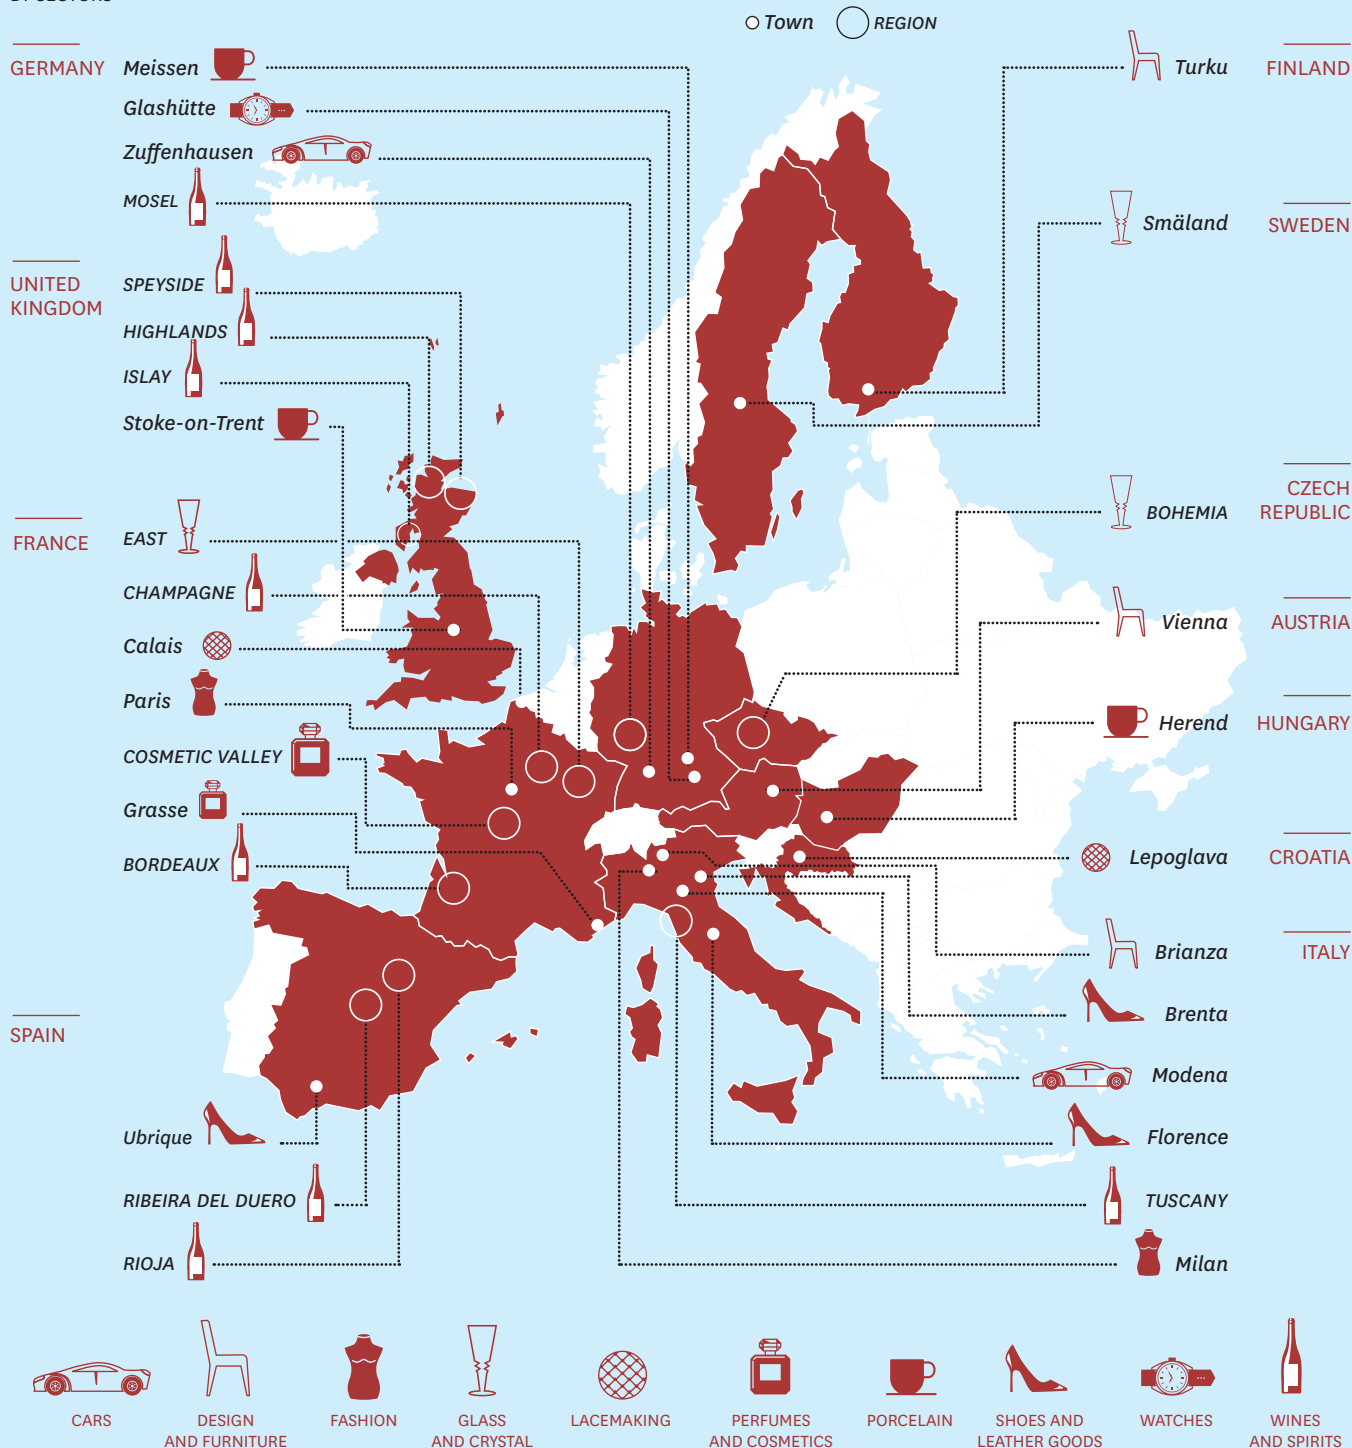 Town
REGION
GERMANY
Meissen
Glashütte
Zuffenhausen
MOSEL
UNITED
KINGDOM
SPEYSIDE
HIGHLANDS
ISLAY
Stoke-on-Trent
FRANCE
EAST
CHAMPAGNE
Calais
Paris
COSMETIC VALLEY
Grasse
BORDEAUX
SPAIN
Ubrique
RIBEIRA DEL DUERO
RIOJA
Turku
FINLAND
Smäland
SWEDEN
BOHEMIA
CZECH
REPUBLIC
Vienna
AUSTRIA
Herend
HUNGARY
Lepoglava
CROATIA
Brianza
ITALY
Brenta
Modena
Florence
TUSCANY
Milan
CARS
DESIGN
AND FURNITURE
FASHION
GLASS
AND CRYSTAL
LACEMAKING
PERFUMES
AND COSMETICS
PORCELAIN
SHOES AND
LEATHER GOODS
WATCHES
WINES
AND SPIRITS